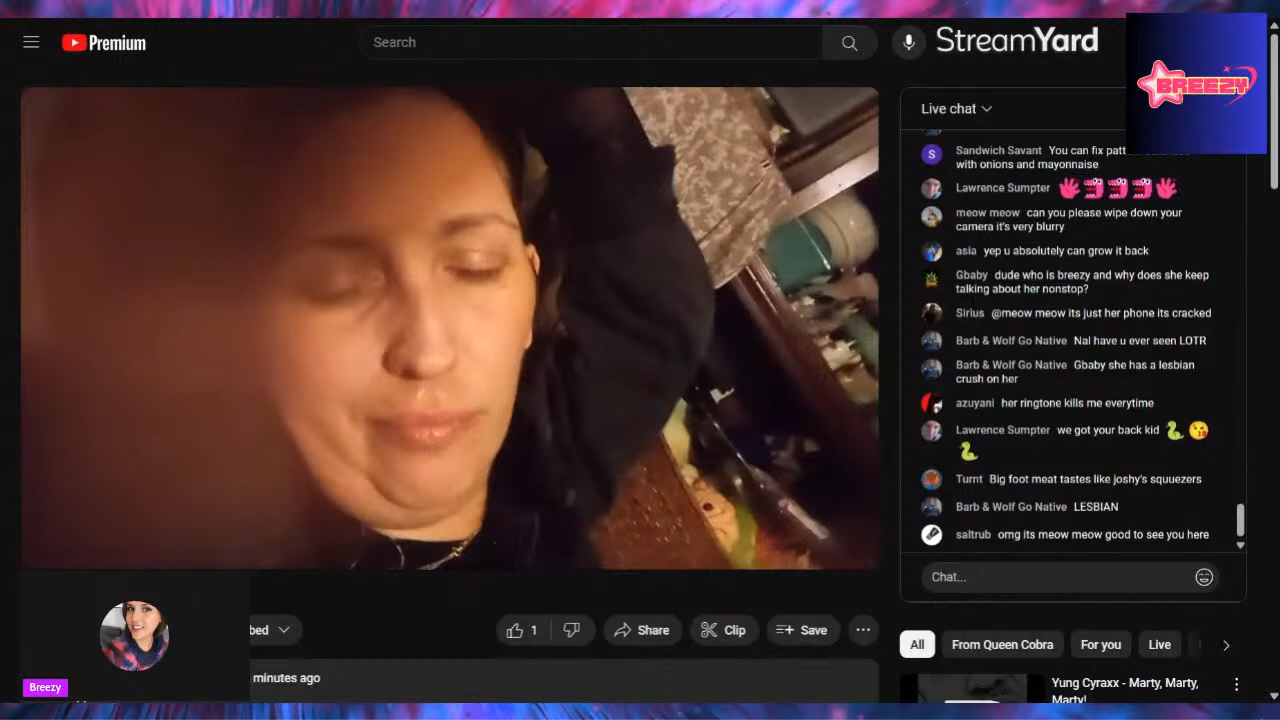 Premium
Search
StreamYard
BREEZY
Live chat
Sandwich Savant You can fix
with onions and mayonnaise
Lawrence Sumpter
meow meow can you please wipe down your
camera it's very blurry
asia yep u absolutely can grow it back
Gbaby dude who is breezy and why does she keep
talking about her nonstop?
Sirius @meow meow its just her phone its cracked
Barb & Wolf Go Native Nal have u ever seen LOTR
Barb & Wolf Go Native Gbaby she has a lesbian
crush on her
azuyani her ringtone kills me everytime
Lawrence Sumpter we got your back kid
Turnt Big foot meat tastes like joshy's squuezers
Barb & Wolf Go Native LESBIAN
saltrub omg its meow meow good to see you here
Chat...
bed
1
Share
Clip
Save
All
From Queen Cobra
For you
Live
minutes ago
Breezy
Yung Cyraxx - Marty, Marty,
Marty!